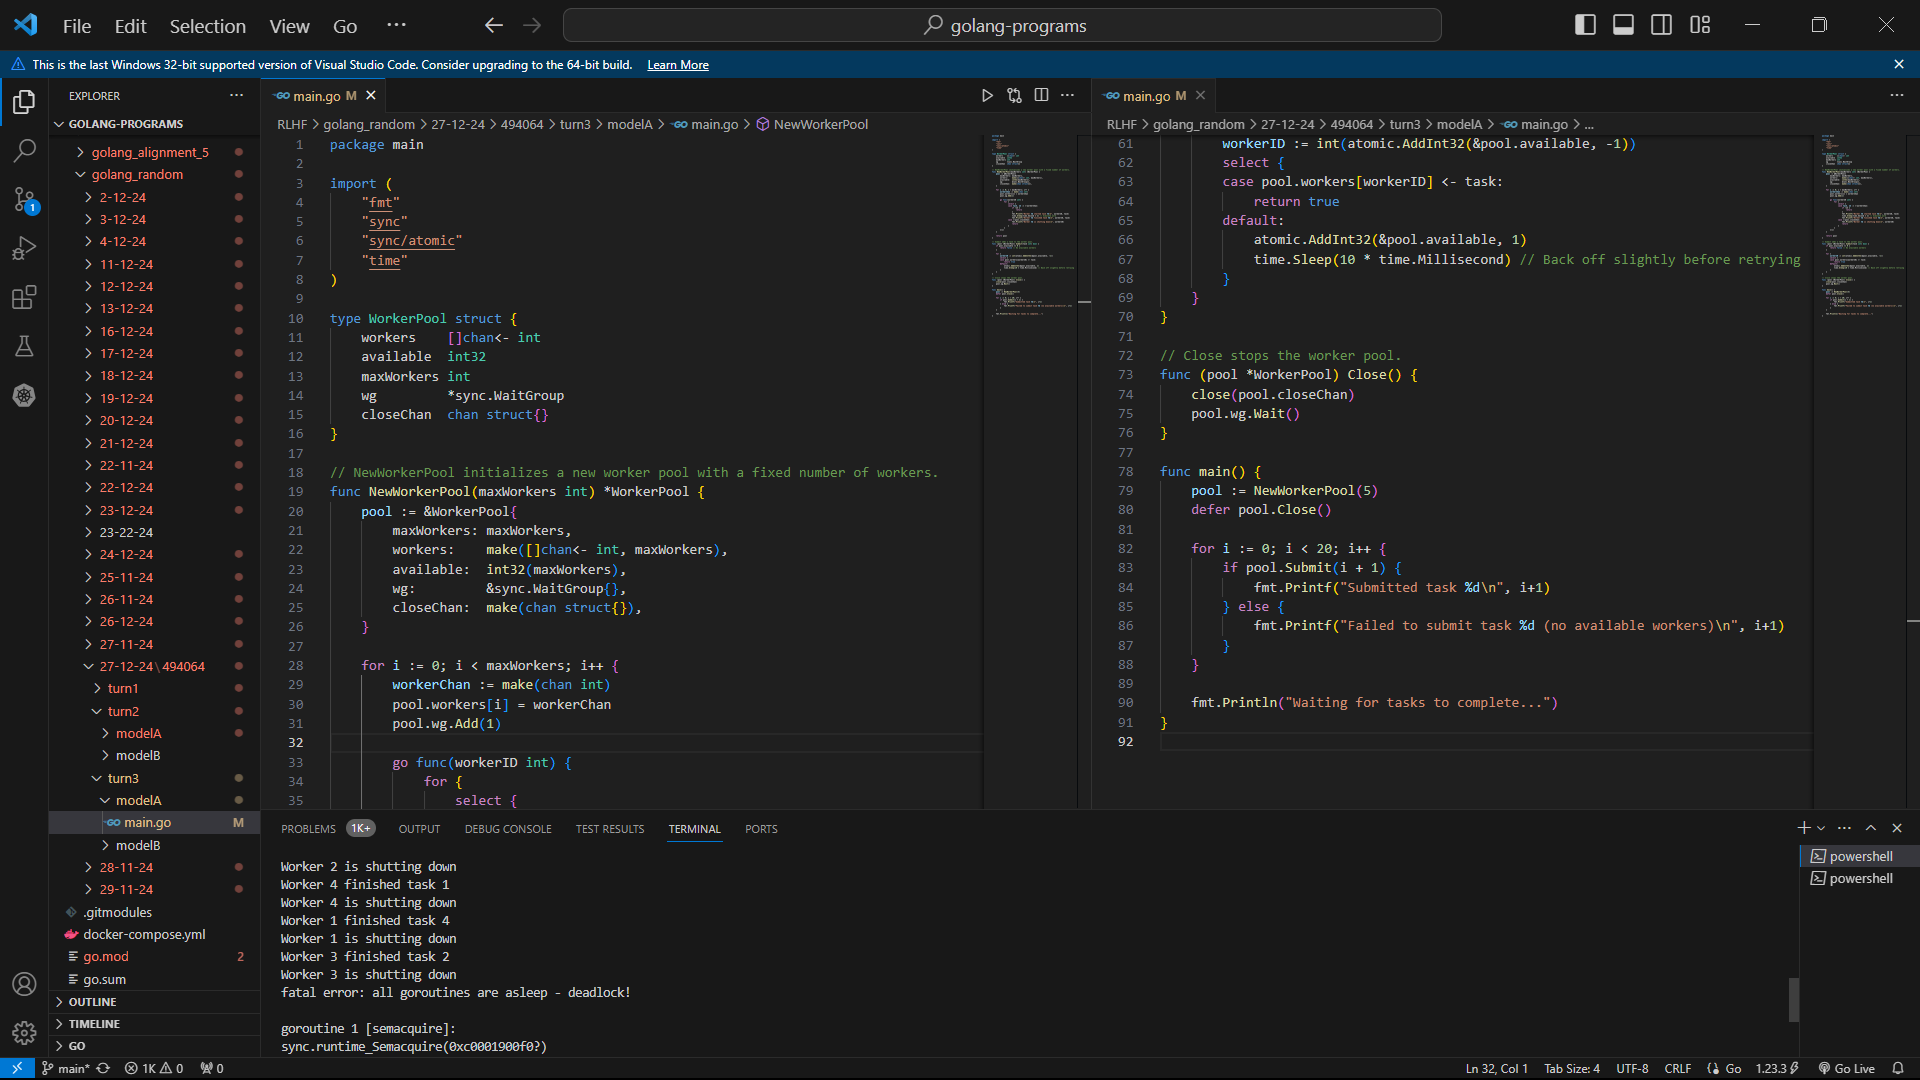 File Edit Selection View Go ···
golang-programs
This is the last Windows 32-bit supported version of Visual Studio Code. Consider upgrading to the 64-bit build. Learn More
EXPLORER
GOLANG-PROGRAMS
golang_alignment_5
golang_random
2-12-24
3-12-24
4-12-24
11-12-24
12-12-24
13-12-24
16-12-24
17-12-24
18-12-24
19-12-24
20-12-24
21-12-24
22-11-24
22-12-24
23-12-24
23-22-24
24-12-24
25-11-24
26-11-24
26-12-24
27-11-24
27-12-24\494064
turn1
turn2
modelA
modelB
turn3
modelA
main.go M
modelB
28-11-24
29-11-24
.gitmodules
docker-compose.yml
go.mod 2
go.sum
OUTLINE
TIMELINE
GO
1
main.go M
RLHF > golang_random > 27-12-24 > 494064 > turn3 > modelA > main.go > NewWorkerPool
1 package main
2
3 import (
4 "fmt"
5 "sync"
6 "sync/atomic"
7 "time"
8 )
9
10 type WorkerPool struct {
11 workers []chan<- int
12 available int32
13 maxWorkers int
14 wg *sync.WaitGroup
15 closeChan chan struct{}
16 }
17
18 // NewWorkerPool initializes a new worker pool with a fixed number of workers.
19 func NewWorkerPool(maxWorkers int) *WorkerPool {
20 pool := &WorkerPool{
21 maxWorkers: maxWorkers,
22 workers: make([]chan<- int, maxWorkers),
23 available: int32(maxWorkers),
24 wg: &sync.WaitGroup{},
25 closeChan: make(chan struct{}),
26 }
27
28 for i := 0; i < maxWorkers; i++ {
29 workerChan := make(chan int)
30 pool.workers[i] = workerChan
31 pool.wg.Add(1)
32
33 go func(workerID int) {
34 for {
35 select {
main.go M
RLHF > golang_random > 27-12-24 > 494064 > turn3 > modelA > main.go > ...
61 workerID := int(atomic.AddInt32(&pool.available, -1))
62 select {
63 case pool.workers[workerID] <- task:
64 return true
65 default:
66 atomic.AddInt32(&pool.available, 1)
67 time.Sleep(10 * time.Millisecond) // Back off slightly before retrying
68 }
69 }
70 }
71
72 // Close stops the worker pool.
73 func (pool *WorkerPool) Close() {
74 close(pool.closeChan)
75 pool.wg.Wait()
76 }
77
78 func main() {
79 pool := NewWorkerPool(5)
80 defer pool.Close()
81
82 for i := 0; i < 20; i++ {
83 if pool.Submit(i + 1) {
84 fmt.Printf("Submitted task %d\n", i+1)
85 } else {
86 fmt.Printf("Failed to submit task %d (no available workers)\n", i+1)
87 }
88 }
89
90 fmt.Println("Waiting for tasks to complete...")
91 }
92
PROBLEMS 1K+ OUTPUT DEBUG CONSOLE TEST RESULTS TERMINAL PORTS
Worker 2 is shutting down
Worker 4 finished task 1
Worker 4 is shutting down
Worker 1 finished task 4
Worker 1 is shutting down
Worker 3 finished task 2
Worker 3 is shutting down
fatal error: all goroutines are asleep - deadlock!
goroutine 1 [semacquire]:
sync.runtime_Semacquire(0xc0001900f0?)
powershell
powershell
main* 1K 0 0
Ln 32, Col 1 Tab Size: 4 UTF-8 CRLF Go 1.23.3 Go Live